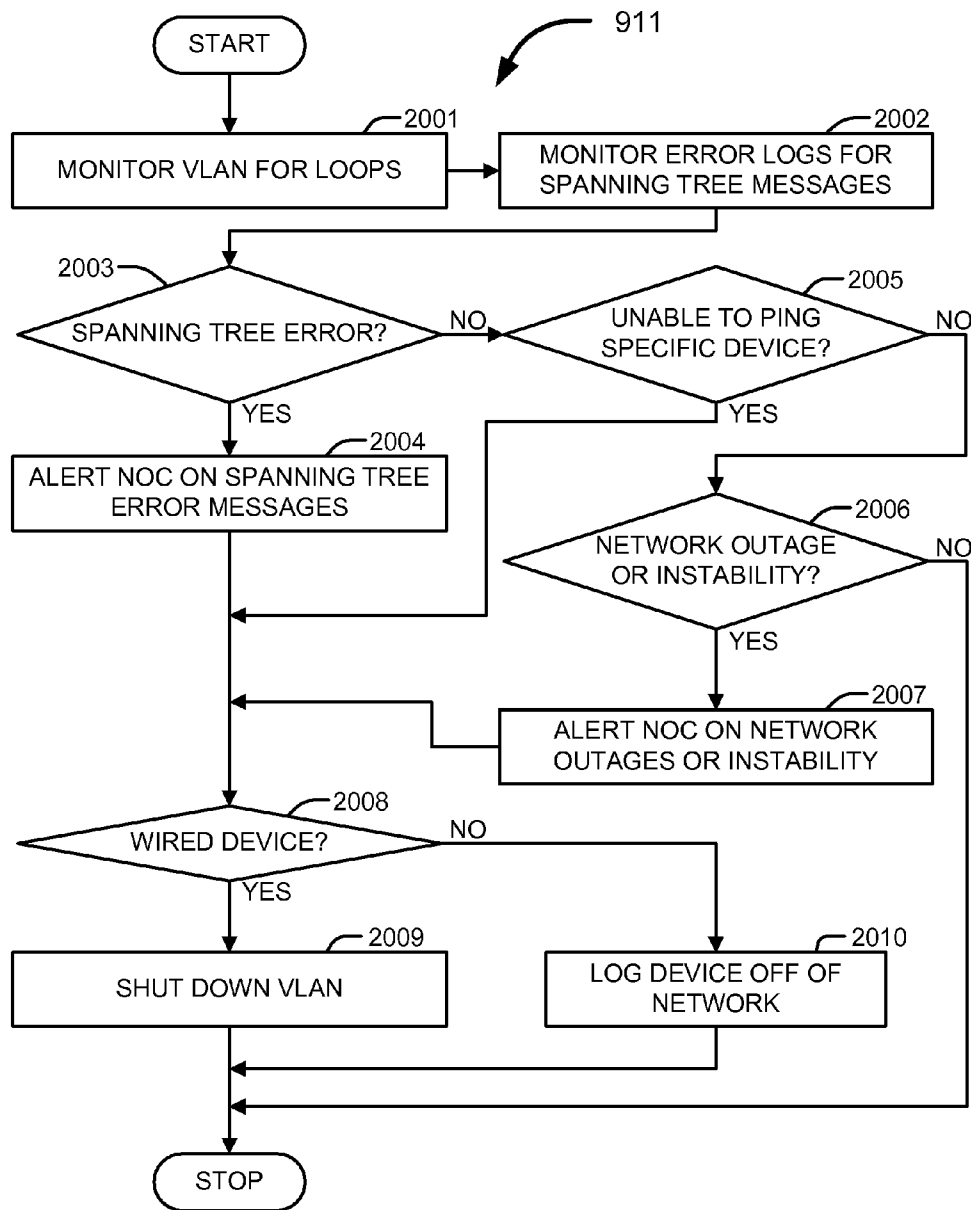 START
911
2001
MONITOR VLAN FOR LOOPS
2002
MONITOR ERROR LOGS FOR
SPANNING TREE MESSAGES
2003
SPANNING TREE ERROR?
NO
YES
2005
UNABLE TO PING
SPECIFIC DEVICE?
NO
YES
2004
ALERT NOC ON SPANNING TREE
ERROR MESSAGES
2006
NETWORK OUTAGE
OR INSTABILITY?
NO
YES
2007
ALERT NOC ON NETWORK
OUTAGES OR INSTABILITY
2008
WIRED DEVICE?
NO
YES
2009
SHUT DOWN VLAN
2010
LOG DEVICE OFF OF
NETWORK
STOP